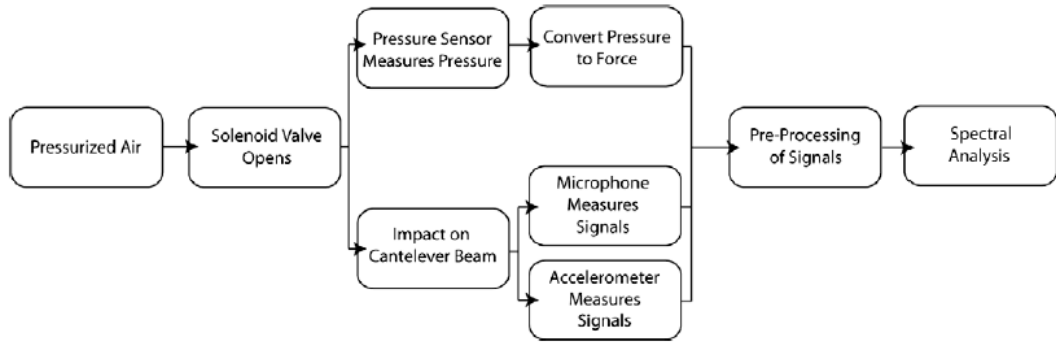 Pressurized Air
Solenoid Valve
Opens
Pressure Sensor
Measures Pressure
Convert Pressure
to Force
Impact on
Cantelever Beam
Microphone
Measures
Signals
Accelerometer
Measures
Signals
Pre-Processing
of Signals
Spectral
Analysis